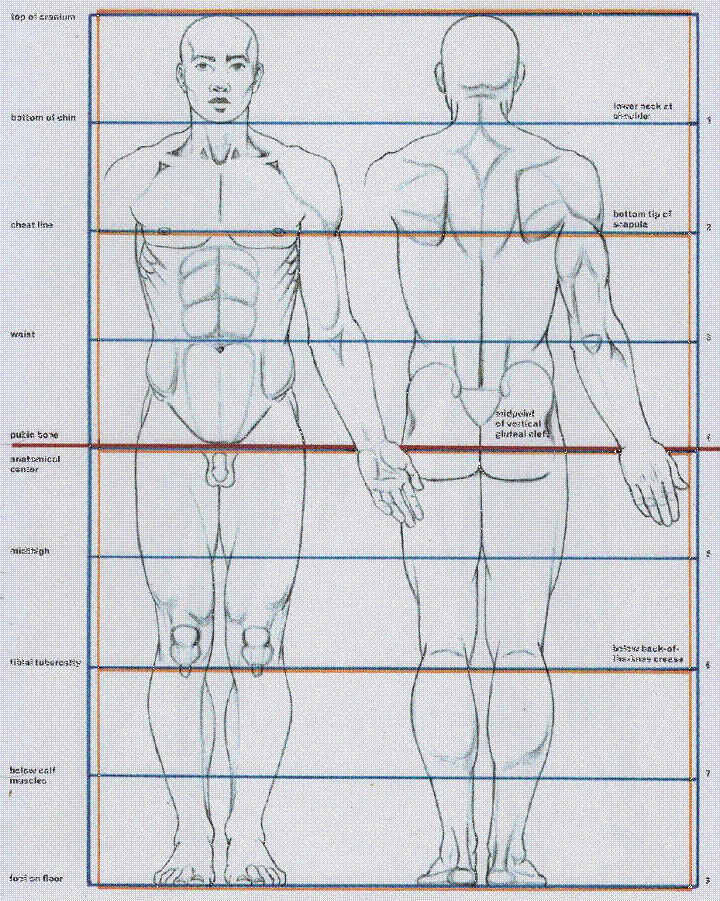 top of cranium
lower neck at
shoulder
bottom of chin
1
bottom tip of
scapula
chest line
2
waist
3
midpoint
of vertical
gluteal cleft
pubic bone
4
anatomical
center
midthigh
5
below back-of-
the-knee crease
tibial tuberosity
6
below calf
muscles
7
foot on floor